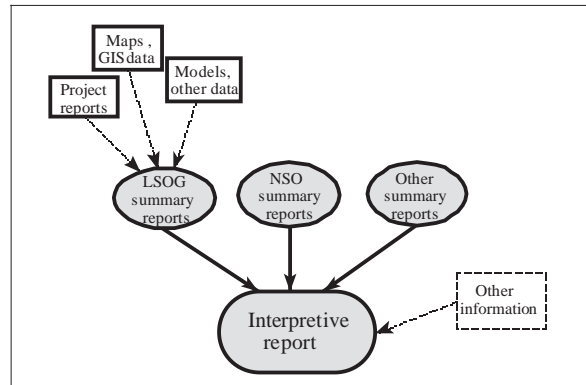 Maps ,
GIS data
Models,
other data
Project
reports
LSOG
summary
reports
NSO
summary
reports
Other
summary
reports
Other
information
Interpretive
report